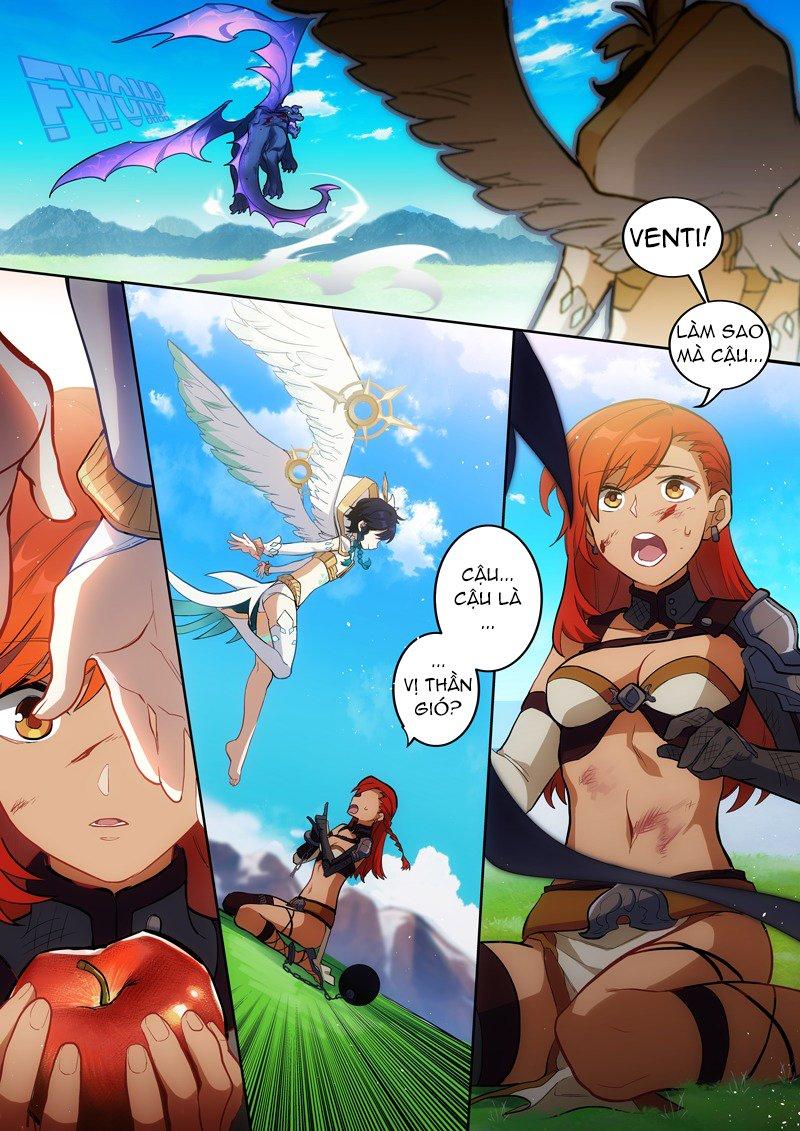 FWOMP
VENTI!
LÀM SAO
MÀ CẬU...
CẬU...
CẬU LÀ
...
...
VỊ THẦN
GIÓ?